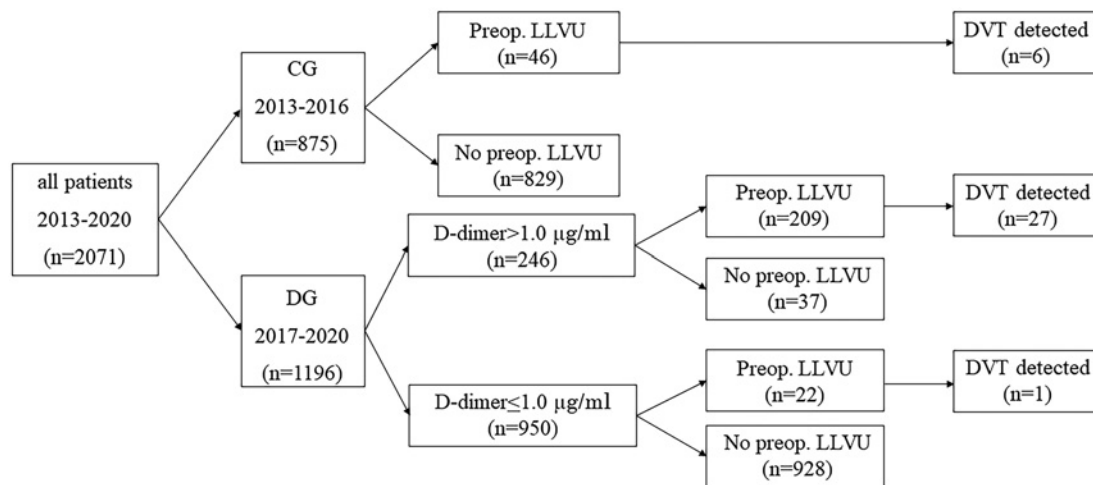 all patients
2013-2020
(n=2071)
CG
2013-2016
(n=875)
Preop. LLVU
(n=46)
DVT detected
(n=6)
No preop. LLVU
(n=829)
DG
2017-2020
(n=1196)
D-dimer>1.0 µg/ml
(n=246)
Preop. LLVU
(n=209)
DVT detected
(n=27)
No preop. LLVU
(n=37)
D-dimer≤1.0 µg/ml
(n=950)
Preop. LLVU
(n=22)
DVT detected
(n=1)
No preop. LLVU
(n=928)